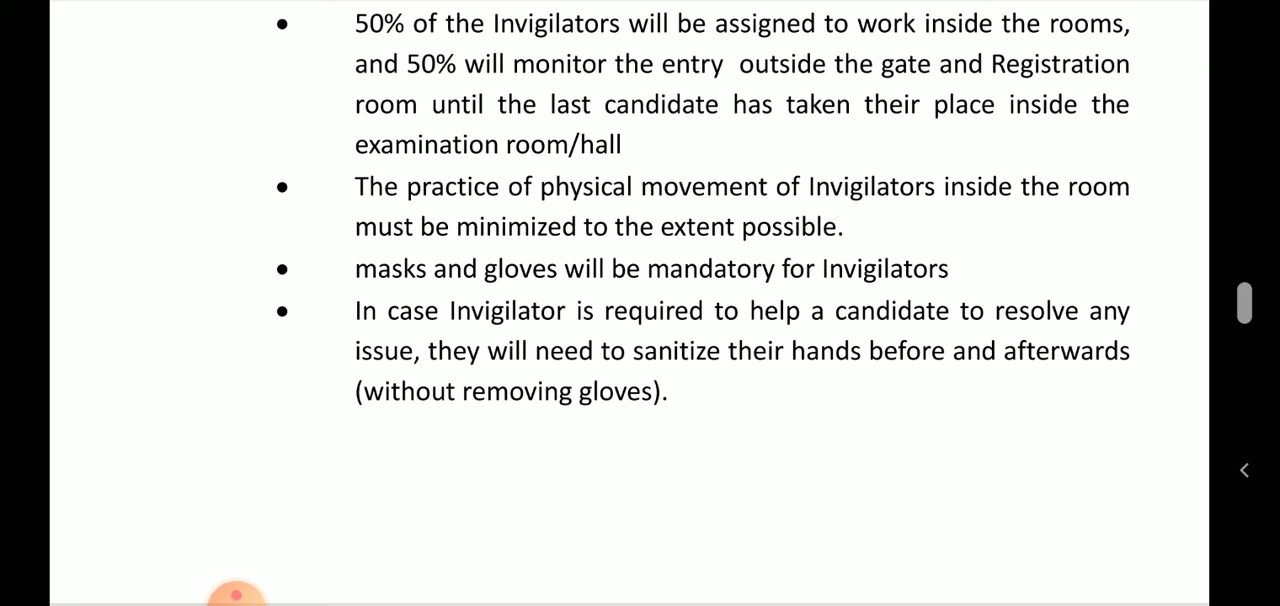 • 50% of the Invigilators will be assigned to work inside the rooms,
and 50% will monitor the entry  outside the gate and Registration
room until the last candidate has taken their place inside the
examination room/hall
• The practice of physical movement of Invigilators inside the room
must be minimized to the extent possible.
• masks and gloves will be mandatory for Invigilators
• In case Invigilator is required to help a candidate to resolve any
issue, they will need to sanitize their hands before and afterwards
(without removing gloves).